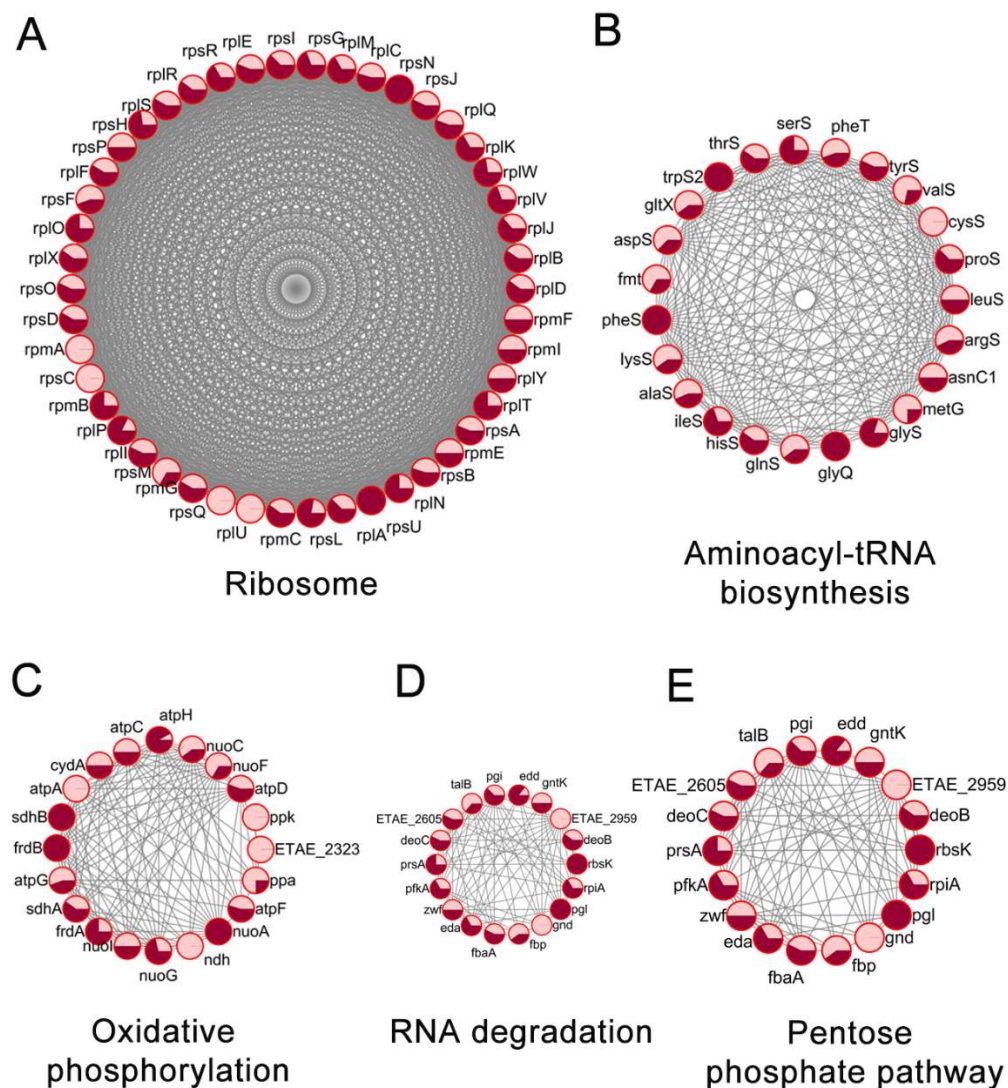 A
rpsR
rplE
rpsI
rpsG
rplM
rplC
rpsN
rpsJ
rplR
rplS
rpsH
rpsP
rplF
rpsF
rplO
rplX
rpsO
rpsD
rpmA
rpsC
rpmB
rplP
rplI
rpsM
rpmG
rpsQ
rplU
rpmC
rpsL
rplA
rpsU
rplN
rpsB
rpmE
rpsA
rplT
rplY
rpmI
rpmF
rplD
rplB
rplJ
rplV
rplW
rplK
rplQ
Ribosome
B
serS
pheT
thrS
tyrS
trpS2
valS
gltX
cysS
aspS
proS
fmt
leuS
pheS
argS
lysS
asnC1
alaS
metG
ileS
glyS
hisS
glnS
glyQ
Aminoacyl-tRNA
biosynthesis
C
atpH
atpC
nuoC
cydA
nuoF
atpA
atpD
sdhB
ppk
frdB
ETAE_2323
atpG
ppa
sdhA
atpF
frdA
nuoA
nuoI
nuoG
ndh
Oxidative
phosphorylation
D
pgi
edd
talB
gntK
ETAE_2605
ETAE_2959
deoC
deoB
prsA
rbsK
pfkA
rpiA
zwf
pgl
eda
gnd
fbaA
fbp
RNA degradation
E
pgi
edd
talB
gntK
ETAE_2605
ETAE_2959
deoC
deoB
prsA
rbsK
pfkA
rpiA
zwf
pgl
eda
gnd
fbaA
fbp
Pentose
phosphate pathway